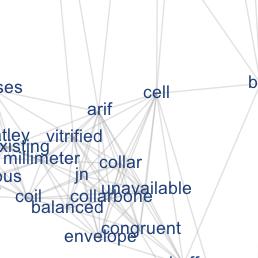 ses
cell
b
arif
tley
vitrified
xisting
millimeter
collar
ous
jn
unavailable
coil
collarbone
balanced
congruent
envelope